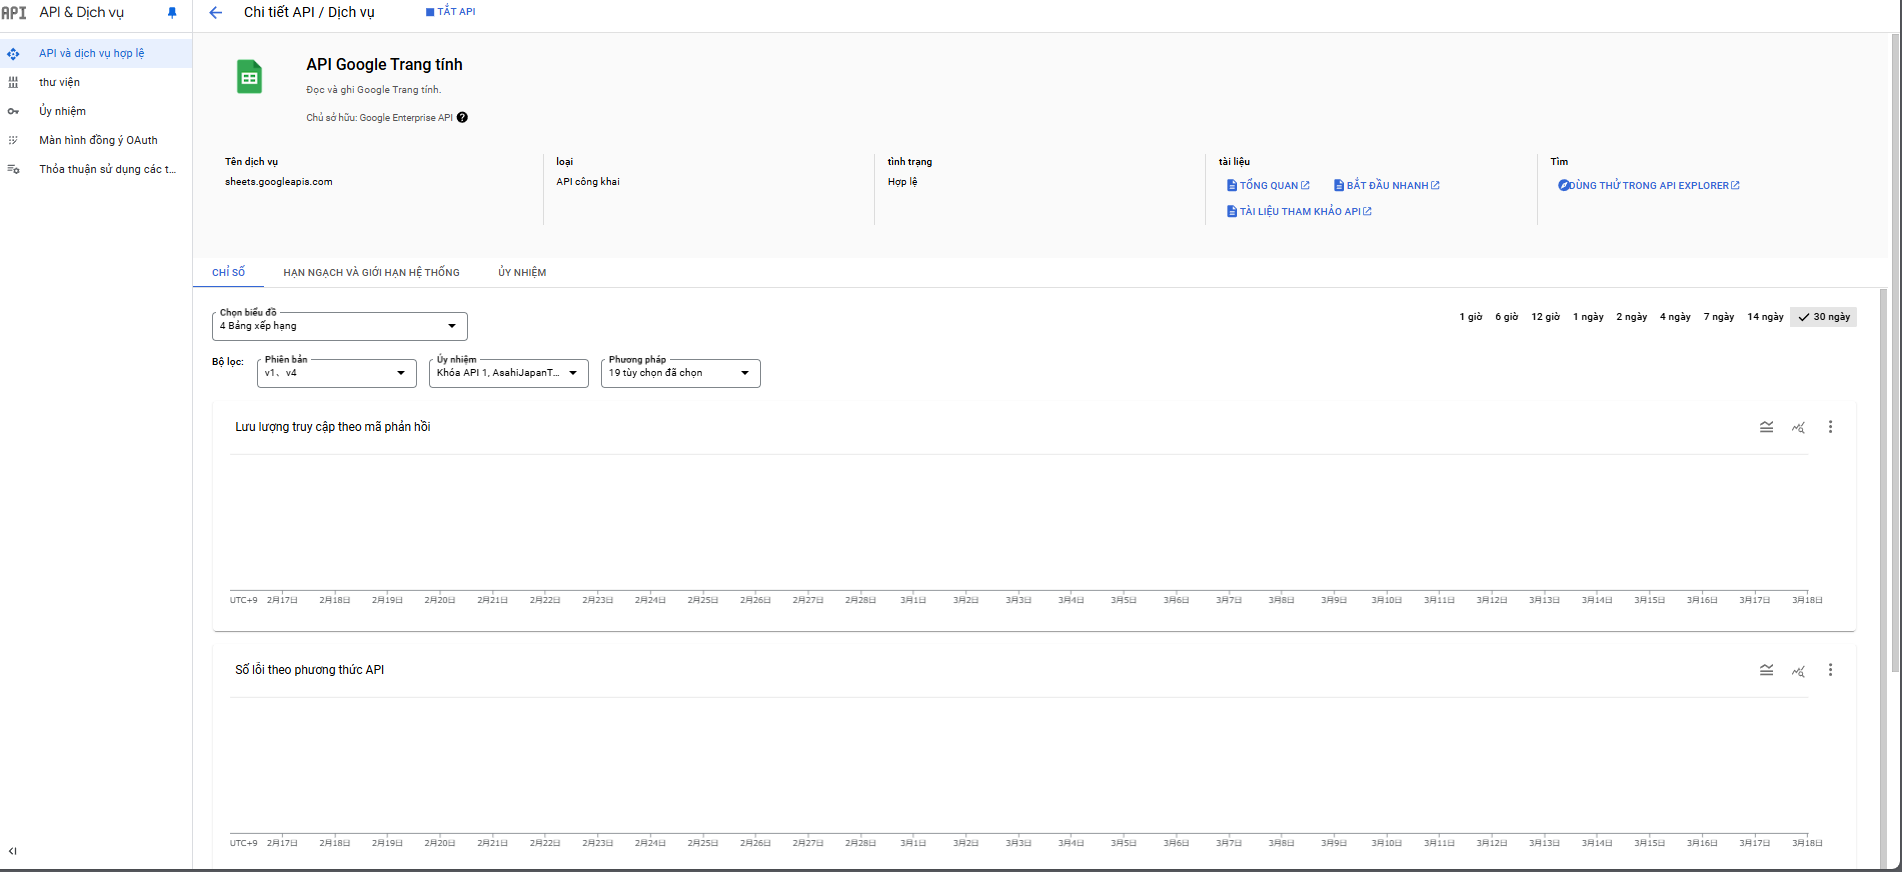 API API & Dịch vụ
Chi tiết API / Dịch vụ
TẮT API
API và dịch vụ hợp lệ
thư viện
Ủy nhiệm
Màn hình đồng ý OAuth
Thỏa thuận sử dụng các t...
API Google Trang tính
Đọc và ghi Google Trang tính.
Chủ sở hữu: Google Enterprise API
Tên dịch vụ
sheets.googleapis.com
loại
API công khai
tình trạng
Hợp lệ
tài liệu
TỔNG QUAN
BẮT ĐẦU NHANH
TÀI LIỆU THAM KHẢO API
Tìm
DÙNG THỬ TRONG API EXPLORER
CHỈ SỐ
HẠN NGẠCH VÀ GIỚI HẠN HỆ THỐNG
ỦY NHIỆM
Chọn biểu đồ
4 Bảng xếp hạng
1 giờ 6 giờ 12 giờ 1 ngày 2 ngày 4 ngày 7 ngày 14 ngày 30 ngày
Bộ lọc:
Phiên bản
v1、v4
Ủy nhiệm
Khóa API 1, AsahiJapanT...
Phương pháp
19 tùy chọn đã chọn
Lưu lượng truy cập theo mã phản hồi
UTC+9 2月17日 2月18日 2月19日 2月20日 2月21日 2月22日 2月23日 2月24日 2月25日 2月26日 2月27日 2月28日 3月1日 3月2日 3月3日 3月4日 3月5日 3月6日 3月7日 3月8日 3月9日 3月10日 3月11日 3月12日 3月13日 3月14日 3月15日 3月16日 3月17日 3月18日
Số lỗi theo phương thức API
UTC+9 2月17日 2月18日 2月19日 2月20日 2月21日 2月22日 2月23日 2月24日 2月25日 2月26日 2月27日 2月28日 3月1日 3月2日 3月3日 3月4日 3月5日 3月6日 3月7日 3月8日 3月9日 3月10日 3月11日 3月12日 3月13日 3月14日 3月15日 3月16日 3月17日 3月18日